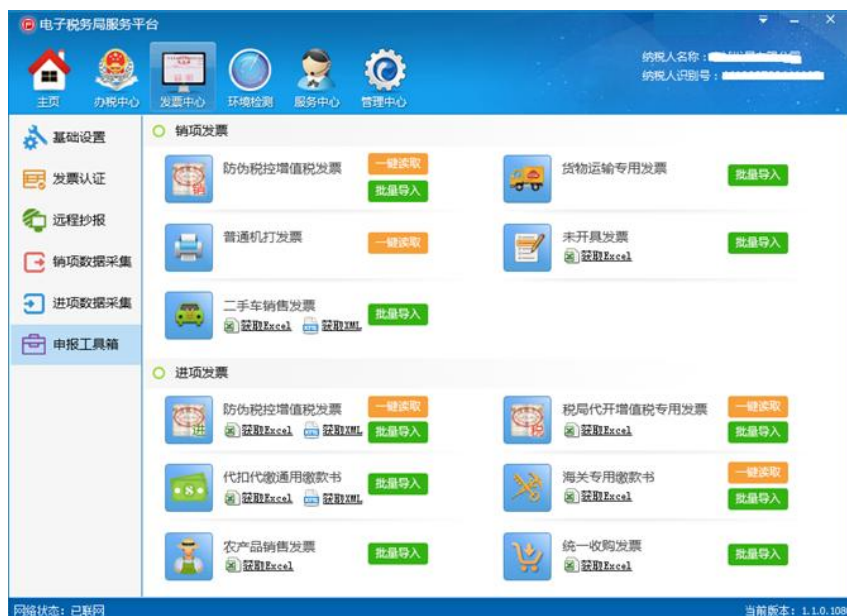 电子税务局服务平台
纳税人名称：
纳税人识别号：
主页 办税中心 发票中心 环境检测 服务中心 管理中心
基础设置
发票认证
远程抄报
销项数据采集
进项数据采集
申报工具箱
销项发票
防伪税控增值税发票 一键读取
批量导入
货物运输专用发票 批量导入
普通机打发票 一键读取
未开具发票 批量导入
获取Excel
二手车销售发票 批量导入
获取Excel 获取XML
进项发票
防伪税控增值税发票 一键读取
获取Excel 获取XML 批量导入
税局代开增值税专用发票 一键读取
获取Excel 批量导入
代扣代缴通用缴款书 批量导入
获取Excel 获取XML
海关专用缴款书 一键读取
获取Excel 批量导入
农产品销售发票 批量导入
获取Excel
统一收购发票 批量导入
获取Excel
网络状态：已联网
当前版本：1.1.0.108